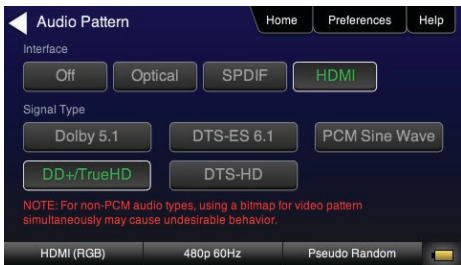 Audio Pattern Home Preferences Help
Interface
Off Optical SPDIF HDMI
Signal Type
Dolby 5.1 DTS-ES 6.1 PCM Sine Wave
DD+/TrueHD DTS-HD
NOTE: For non-PCM audio types, using a bitmap for video pattern
simultaneously may cause undesirable behavior.
HDMI (RGB) 480p 60Hz Pseudo Random